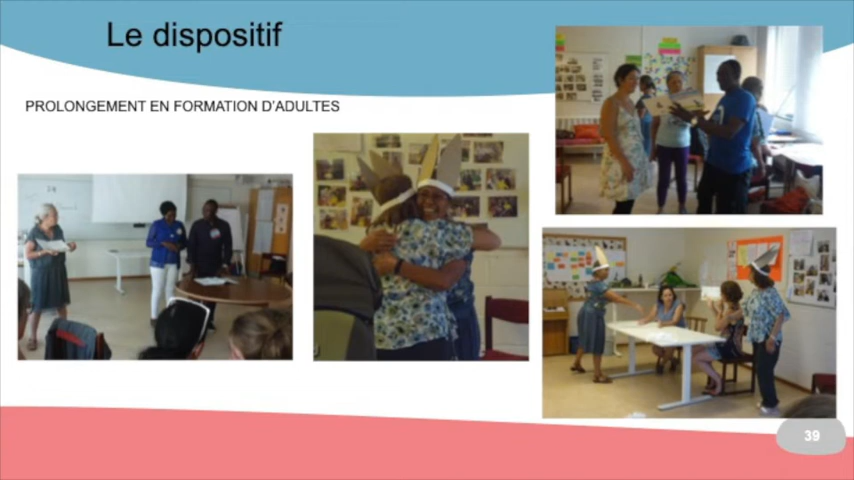 Le dispositif
PROLONGEMENT EN FORMATION D'ADULTES
39